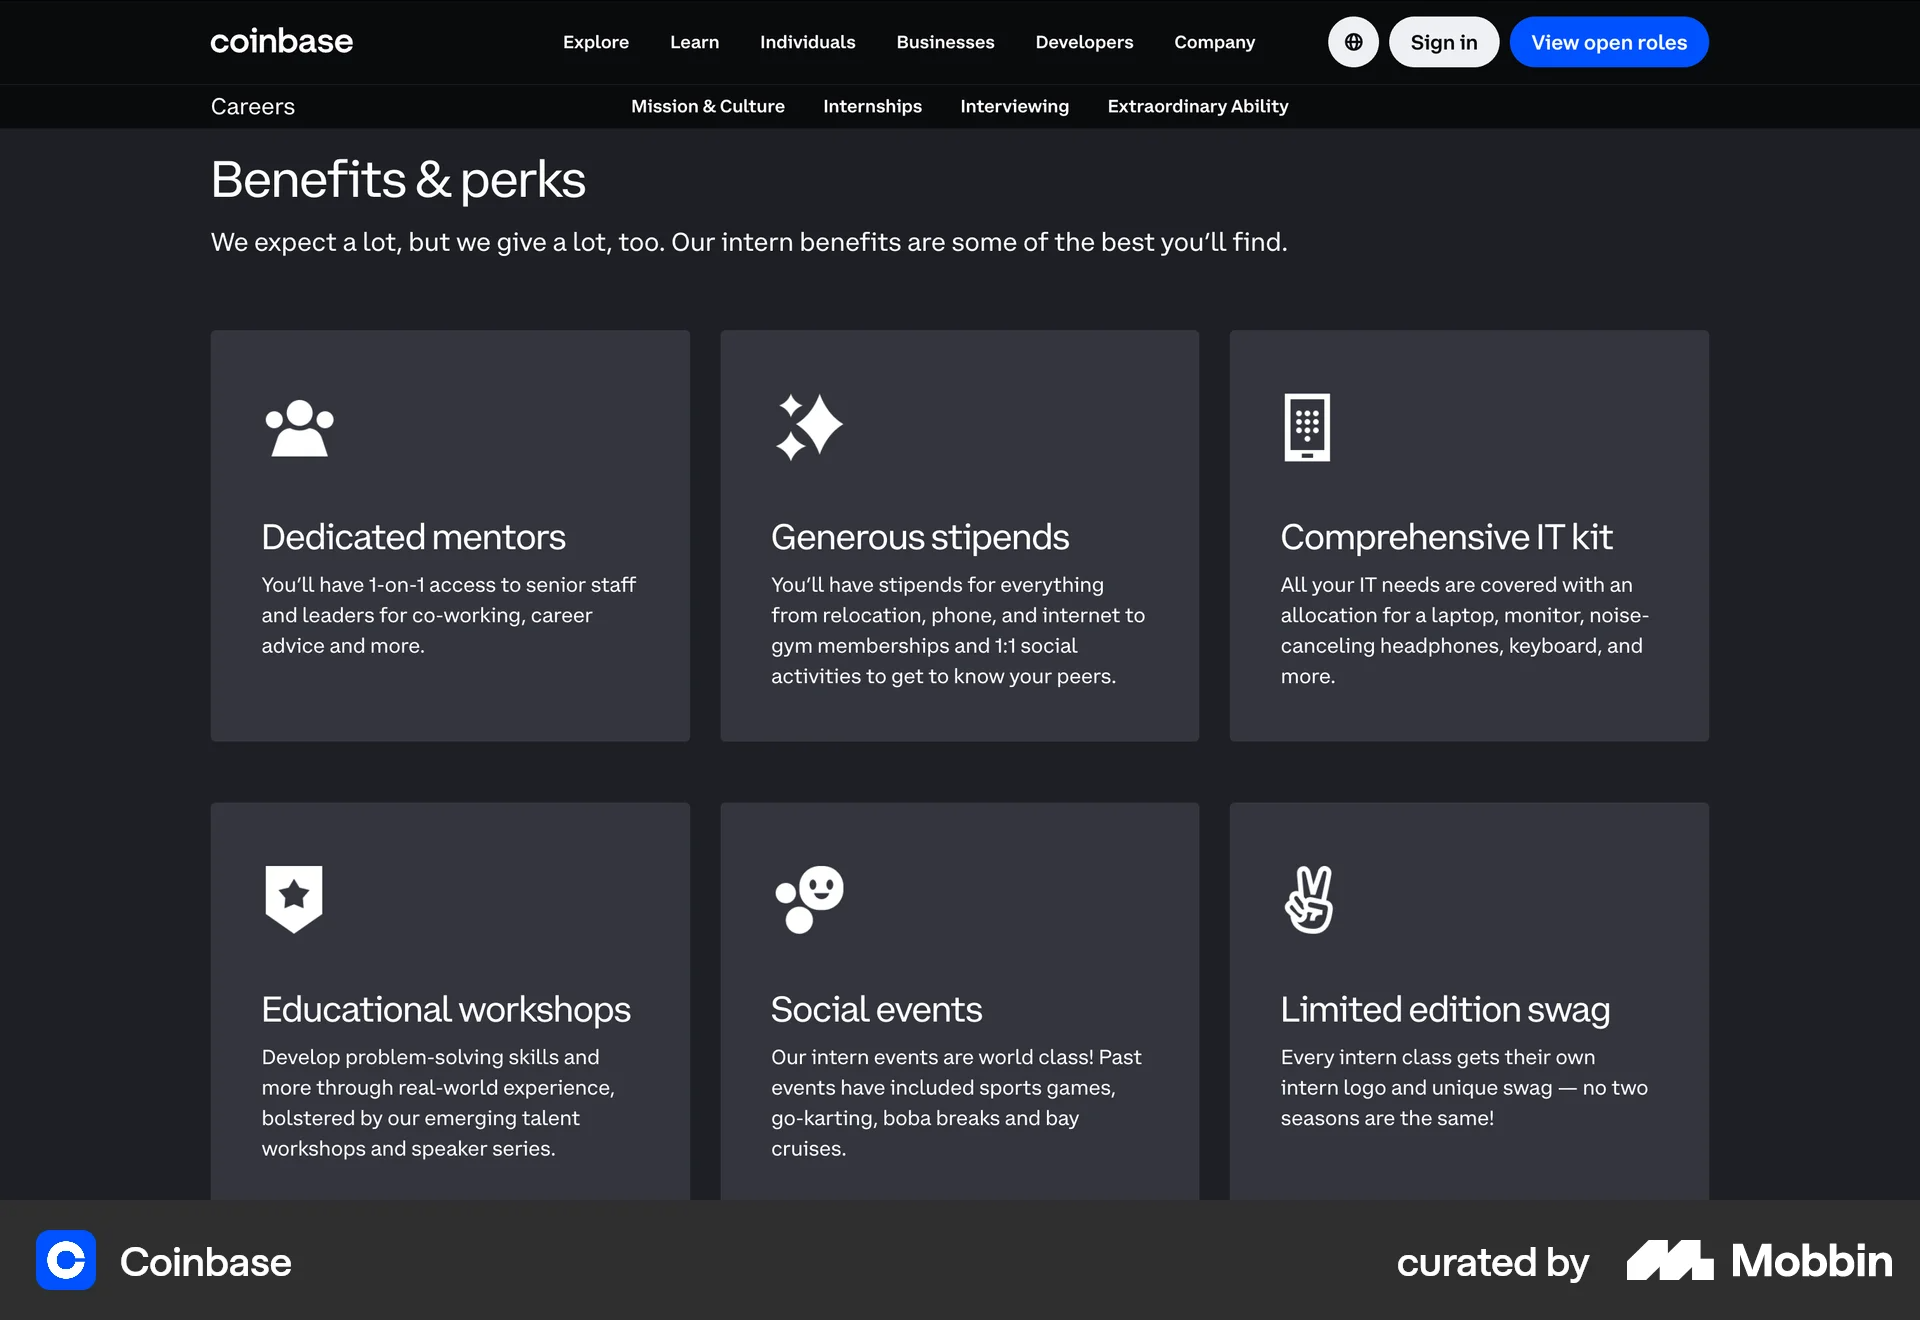 coinbase
Explore
Learn
Individuals
Businesses
Developers
Company
Sign in
View open roles
Careers
Mission & Culture
Internships
Interviewing
Extraordinary Ability
Benefits & perks
We expect a lot, but we give a lot, too. Our intern benefits are some of the best you’ll find.
Dedicated mentors
You’ll have 1-on-1 access to senior staff
and leaders for co-working, career
advice and more.
Generous stipends
You’ll have stipends for everything
from relocation, phone, and internet to
gym memberships and 1:1 social
activities to get to know your peers.
Comprehensive IT kit
All your IT needs are covered with an
allocation for a laptop, monitor, noise-
canceling headphones, keyboard, and
more.
Educational workshops
Develop problem-solving skills and
more through real-world experience,
bolstered by our emerging talent
workshops and speaker series.
Social events
Our intern events are world class! Past
events have included sports games,
go-karting, boba breaks and bay
cruises.
Limited edition swag
Every intern class gets their own
intern logo and unique swag — no two
seasons are the same!
Coinbase
curated by
Mobbin